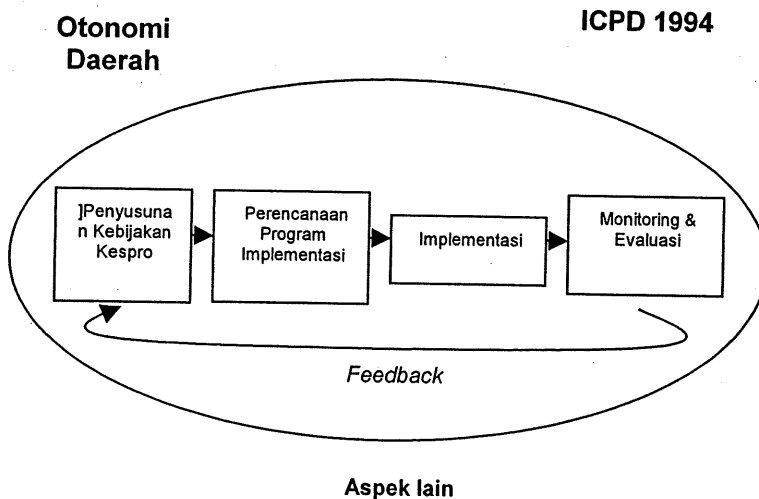 Otonomi
Daerah
ICPD 1994
]Penyusuna
n Kebijakan
Kespro
Perencanaan
Program
Implementasi
Implementasi
Monitoring &
Evaluasi
Feedback
Aspek lain